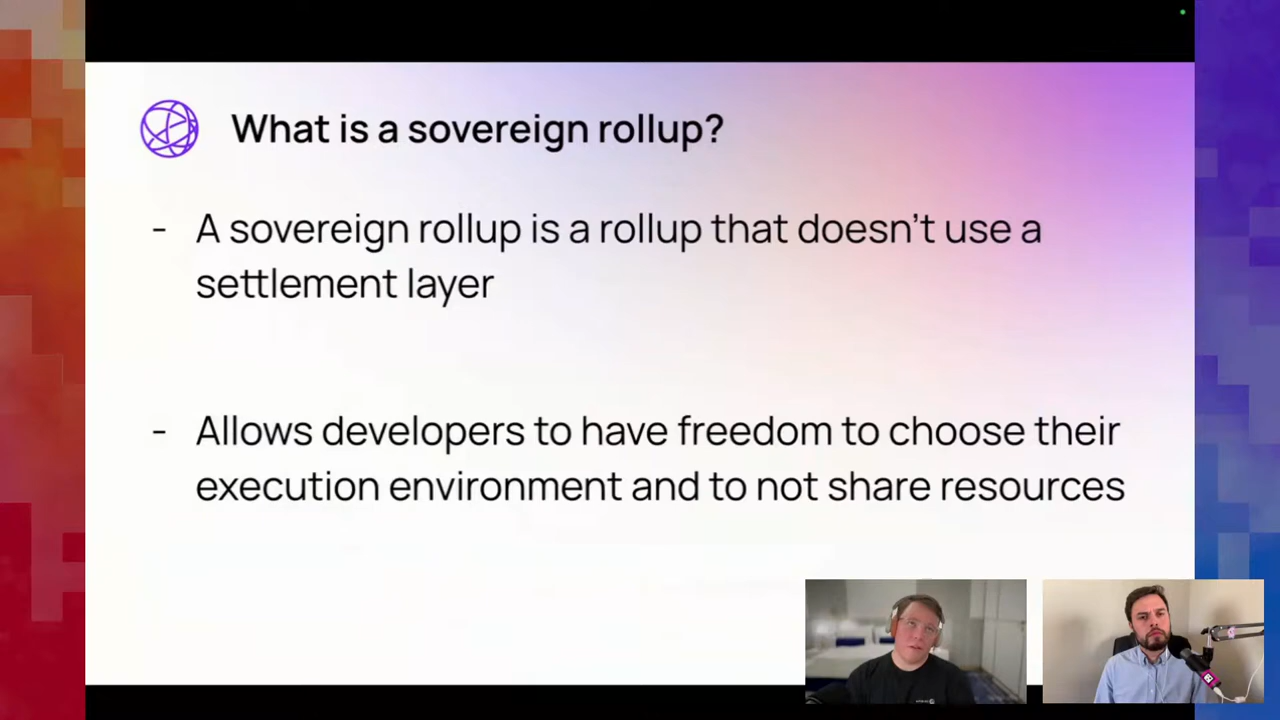 What is a sovereign rollup?
- A sovereign rollup is a rollup that doesn't use a
settlement layer
- Allows developers to have freedom to choose their
execution environment and to not share resources